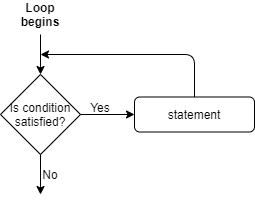 Loop
begins
Is condition
satisfied?
Yes
statement
No